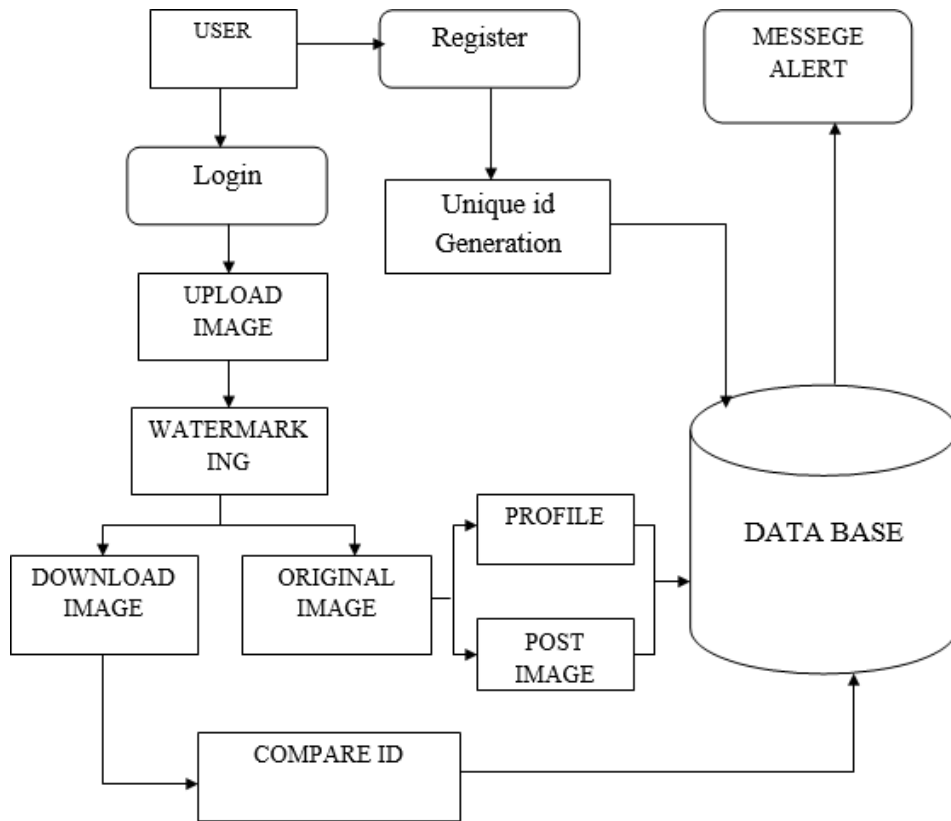 USER
Register
MESSEGE
ALERT
Login
Unique id
Generation
UPLOAD
IMAGE
WATERMARK
ING
PROFILE
DATA BASE
DOWNLOAD
IMAGE
ORIGINAL
IMAGE
POST
IMAGE
COMPARE ID